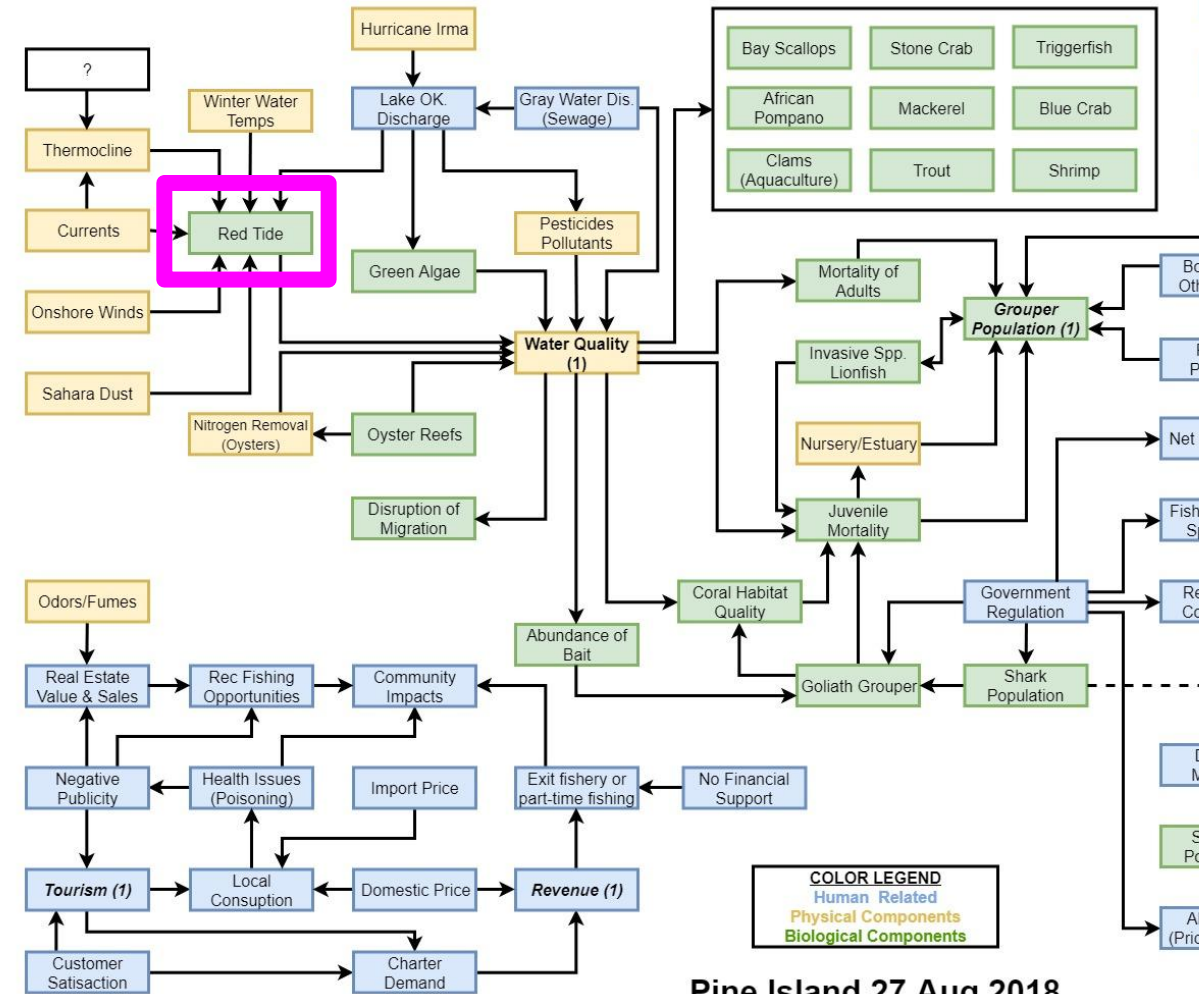 Hurricane Irma
?
Winter Water
Temps
Lake OK.
Discharge
Gray Water Dis.
(Sewage)
Bay Scallops
Stone Crab
Triggerfish
African
Pompano
Mackerel
Blue Crab
Clams
(Aquaculture)
Trout
Shrimp
Thermocline
Currents
Red Tide
Pesticides
Pollutants
Green Algae
Mortality of
Adults
Onshore Winds
Grouper
Population (1)
Water Quality
(1)
Invasive Spp.
Lionfish
Sahara Dust
Nitrogen Removal
(Oysters)
Oyster Reefs
Nursery/Estuary
Net
Disruption of
Migration
Juvenile
Mortality
Odors/Fumes
Coral Habitat
Quality
Government
Regulation
Abundance of
Bait
Real Estate
Value & Sales
Rec Fishing
Opportunities
Community
Impacts
Goliath Grouper
Shark
Population
Negative
Publicity
Health Issues
(Poisoning)
Import Price
Exit fishery or
part-time fishing
No Financial
Support
Tourism (1)
Local
Consuption
Domestic Price
Revenue (1)
COLOR LEGEND
Human Related
Physical Components
Biological Components
Customer
Satisaction
Charter
Demand
Pine Island 27 Aug 2018